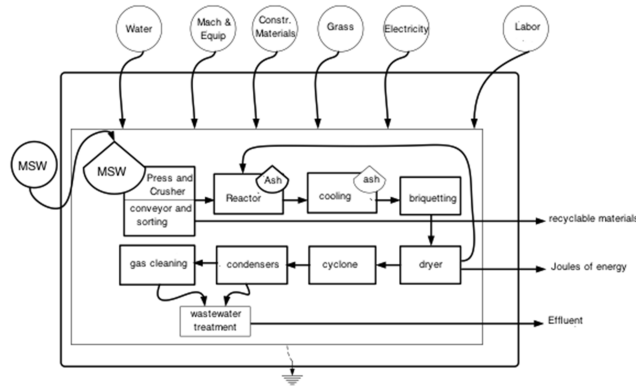 Water
Mach &
Equip
Constr.
Materials
Grass
Electricity
Labor
MSW
MSW
Press and
Crusher
conveyor and
sorting
Reactor
Ash
cooling
ash
briquetting
recyclable materials
gas cleaning
condensers
cyclone
dryer
Joules of energy
wastewater
treatment
Effluent